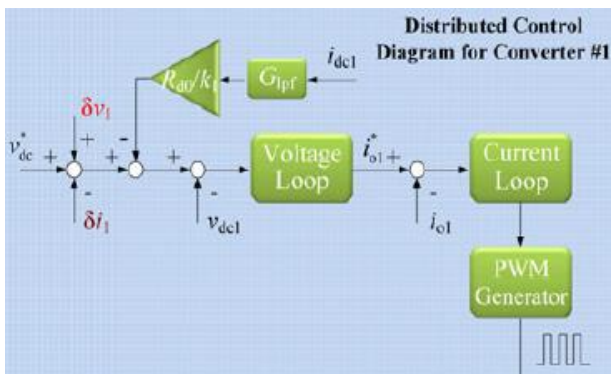 Distributed Control
Diagram for Converter #1
i_dc1
G_lpf
R_d0/k_1
δv_1
v*_dc
+
+
-
+
+
-
δi_1
-
v_dc1
Voltage
Loop
i*_o1
+
-
i_o1
Current
Loop
PWM
Generator